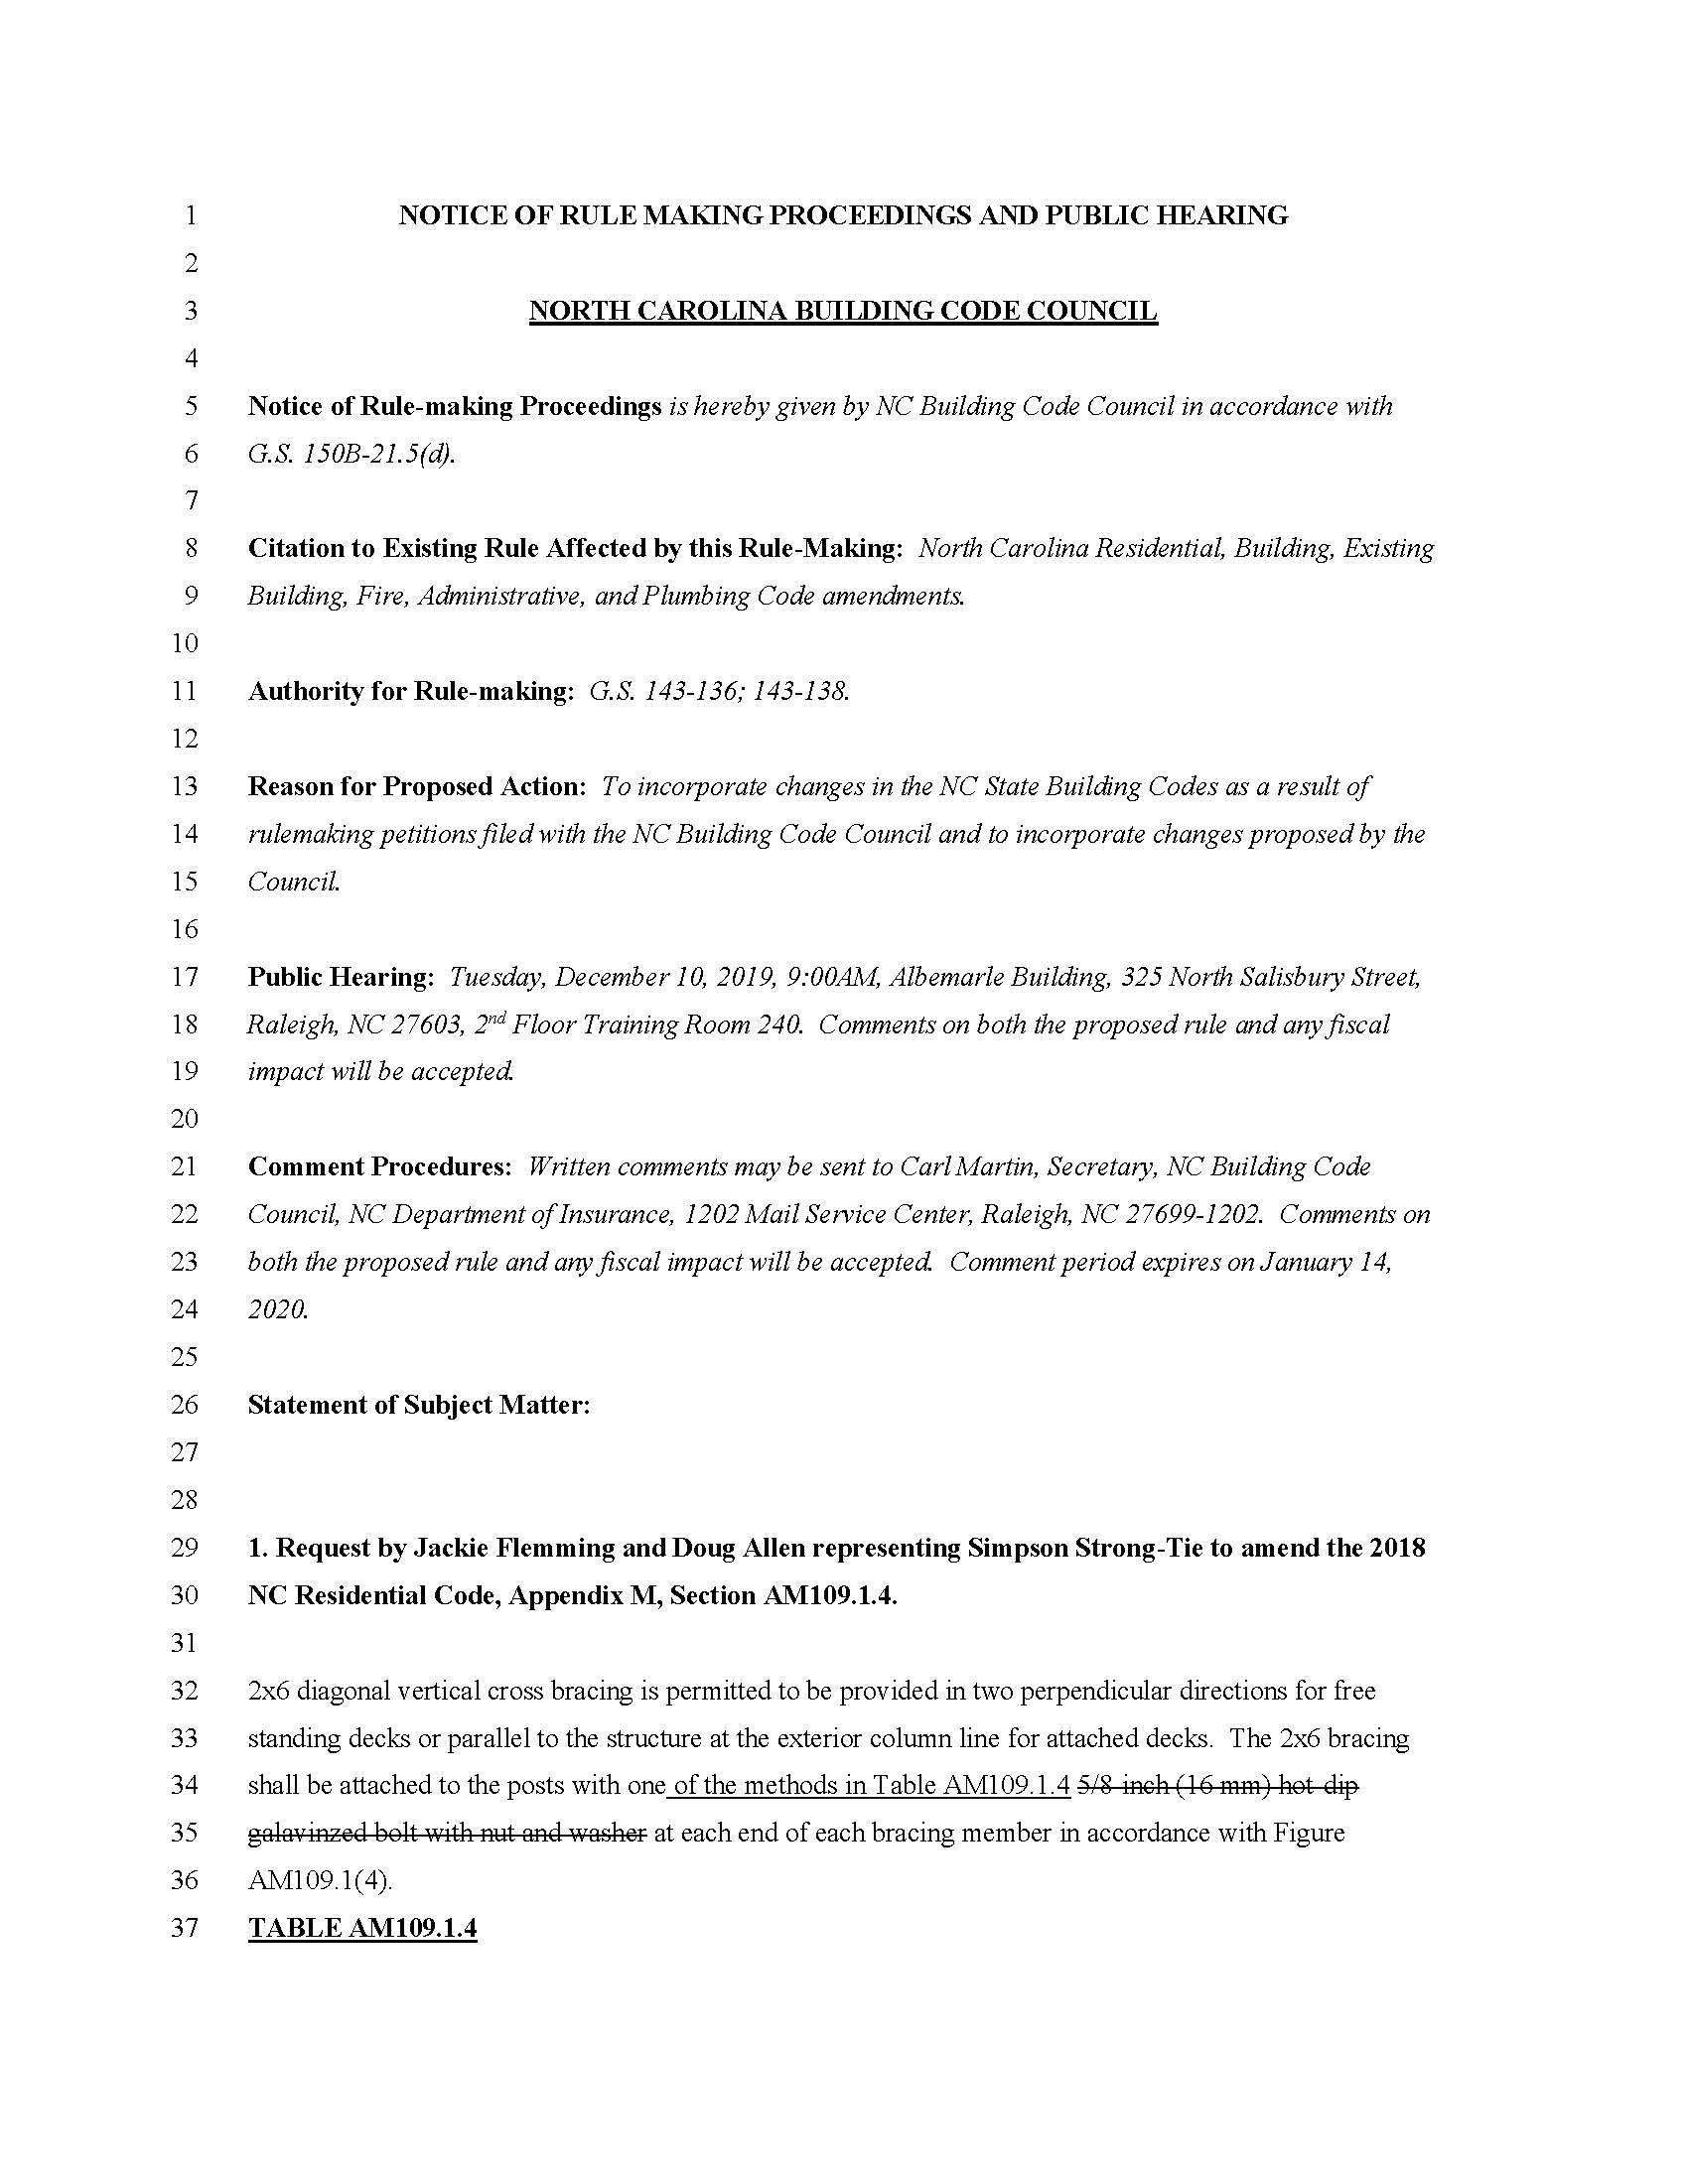 1 NOTICE OF RULE MAKING PROCEEDINGS AND PUBLIC HEARING
2
3 NORTH CAROLINA BUILDING CODE COUNCIL
4
5 Notice of Rule-making Proceedings is hereby given by NC Building Code Council in accordance with
6 G.S. 150B-21.5(d).
7
8 Citation to Existing Rule Affected by this Rule-Making: North Carolina Residential, Building, Existing
9 Building, Fire, Administrative, and Plumbing Code amendments.
10
11 Authority for Rule-making: G.S. 143-136; 143-138.
12
13 Reason for Proposed Action: To incorporate changes in the NC State Building Codes as a result of
14 rulemaking petitions filed with the NC Building Code Council and to incorporate changes proposed by the
15 Council.
16
17 Public Hearing: Tuesday, December 10, 2019, 9:00AM, Albemarle Building, 325 North Salisbury Street,
18 Raleigh, NC 27603, 2nd Floor Training Room 240. Comments on both the proposed rule and any fiscal
19 impact will be accepted.
20
21 Comment Procedures: Written comments may be sent to Carl Martin, Secretary, NC Building Code
22 Council, NC Department of Insurance, 1202 Mail Service Center, Raleigh, NC 27699-1202. Comments on
23 both the proposed rule and any fiscal impact will be accepted. Comment period expires on January 14,
24 2020.
25
26 Statement of Subject Matter:
27
28
29 1. Request by Jackie Flemming and Doug Allen representing Simpson Strong-Tie to amend the 2018
30 NC Residential Code, Appendix M, Section AM109.1.4.
31
32 2x6 diagonal vertical cross bracing is permitted to be provided in two perpendicular directions for free
33 standing decks or parallel to the structure at the exterior column line for attached decks. The 2x6 bracing
34 shall be attached to the posts with one of the methods in Table AM109.1.4 5/8-inch (16 mm) hot-dip
35 galavinzed bolt with nut and washer at each end of each bracing member in accordance with Figure
36 AM109.1(4).
37 TABLE AM109.1.4